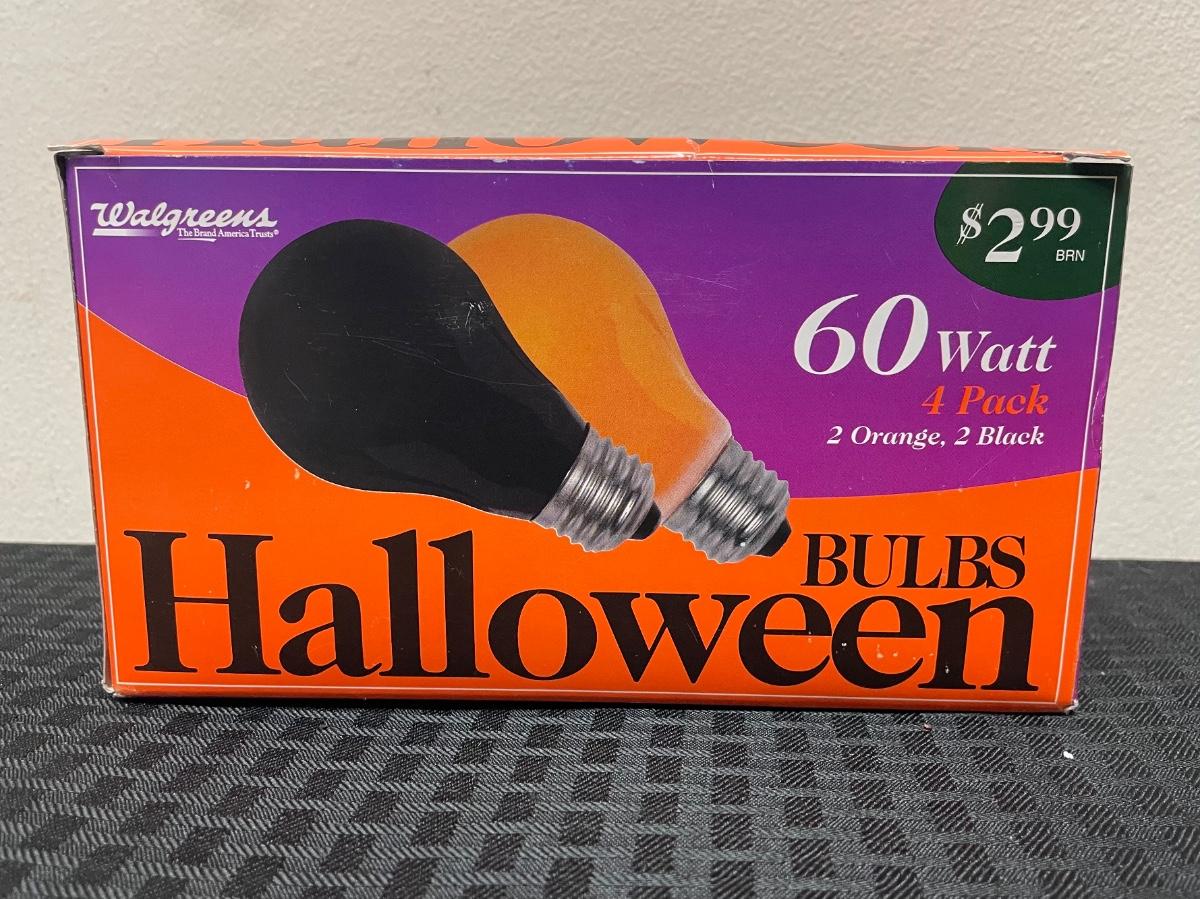 Walgreens
The Brand America Trusts®
$2.99
BRN
60 Watt
4 Pack
2 Orange, 2 Black
BULBS
Halloween